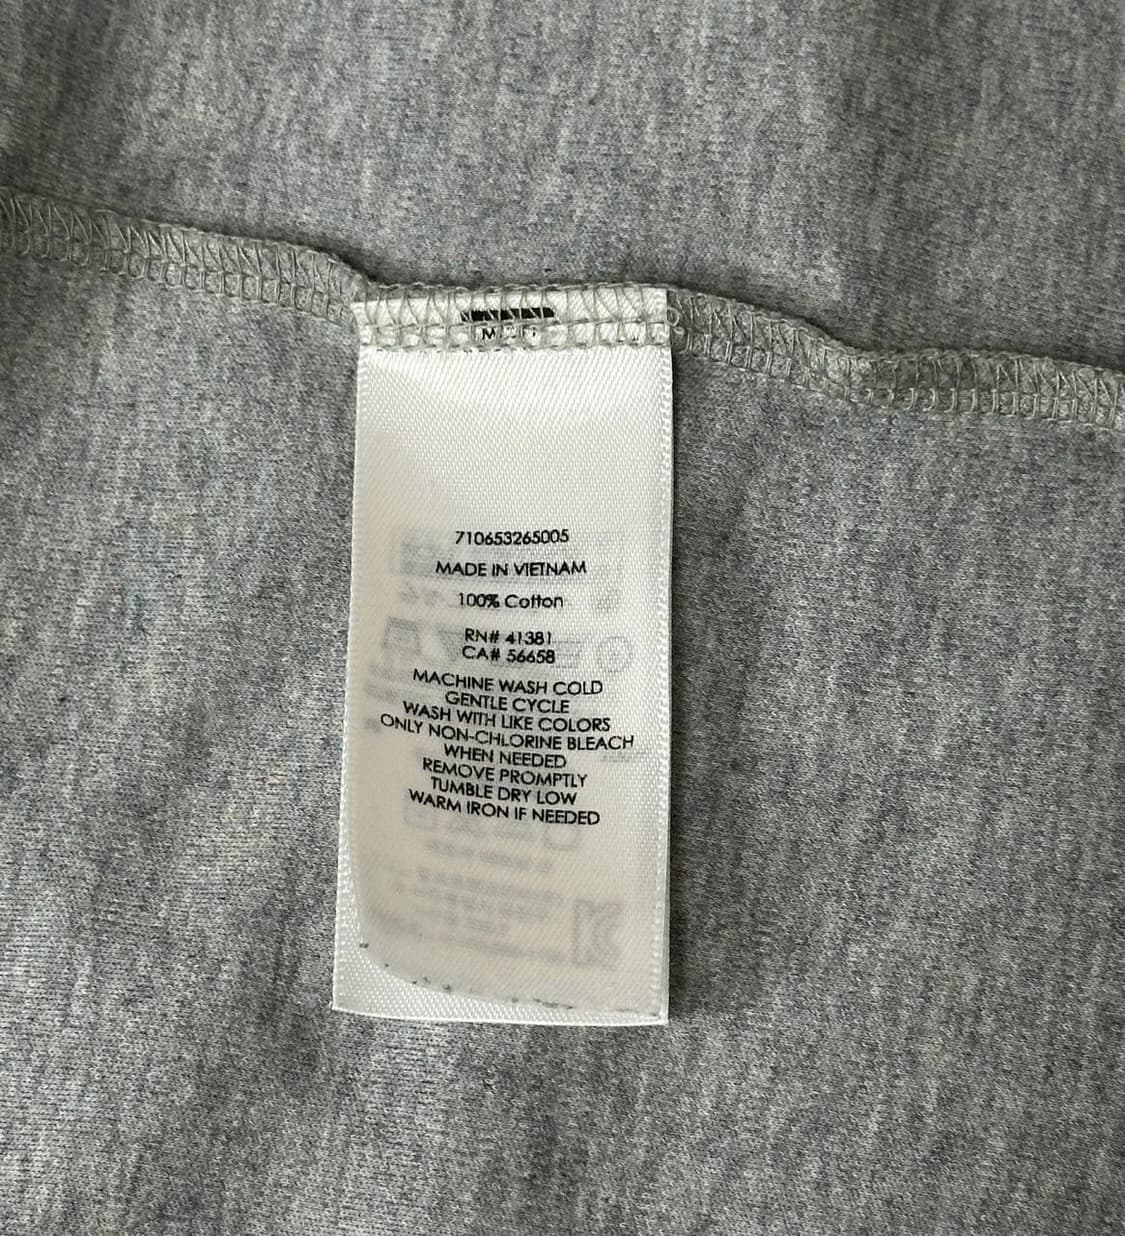 710653265005
MADE IN VIETNAM
100% Cotton
RN# 41381
CA# 56658
MACHINE WASH COLD
GENTLE CYCLE
WASH WITH LIKE COLORS
ONLY NON-CHLORINE BLEACH
WHEN NEEDED
REMOVE PROMPTLY
TUMBLE DRY LOW
WARM IRON IF NEEDED